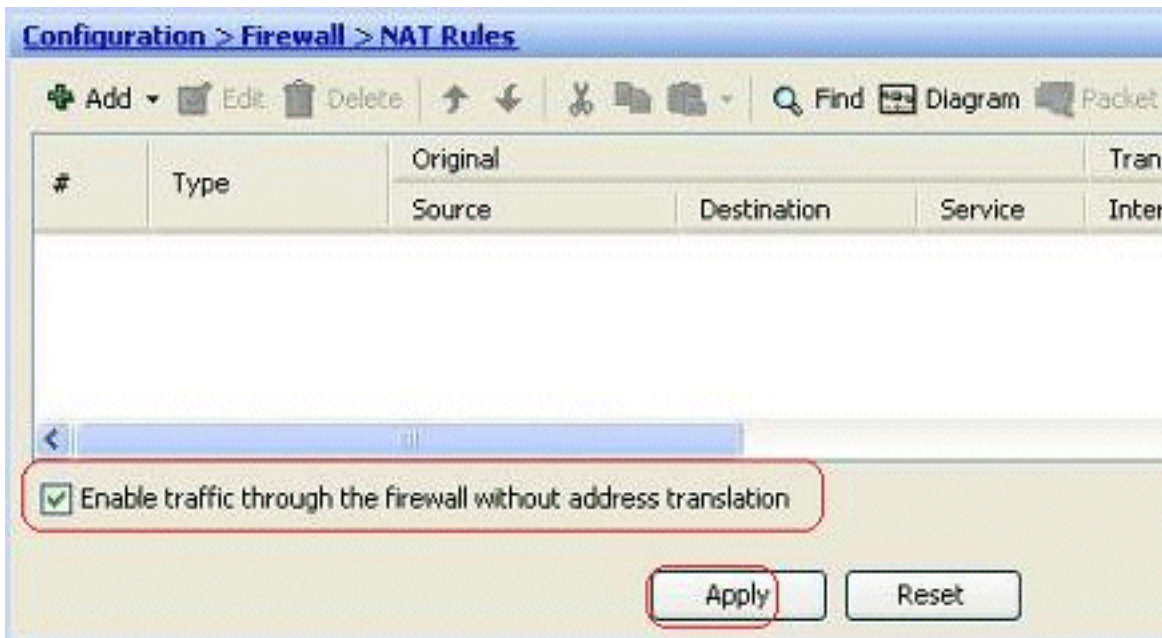 Configuration > Firewall > NAT Rules
Add Edit Delete Find Diagram Packet
# Type Original Tran
Source Destination Service Inter
Enable traffic through the firewall without address translation
Apply Reset